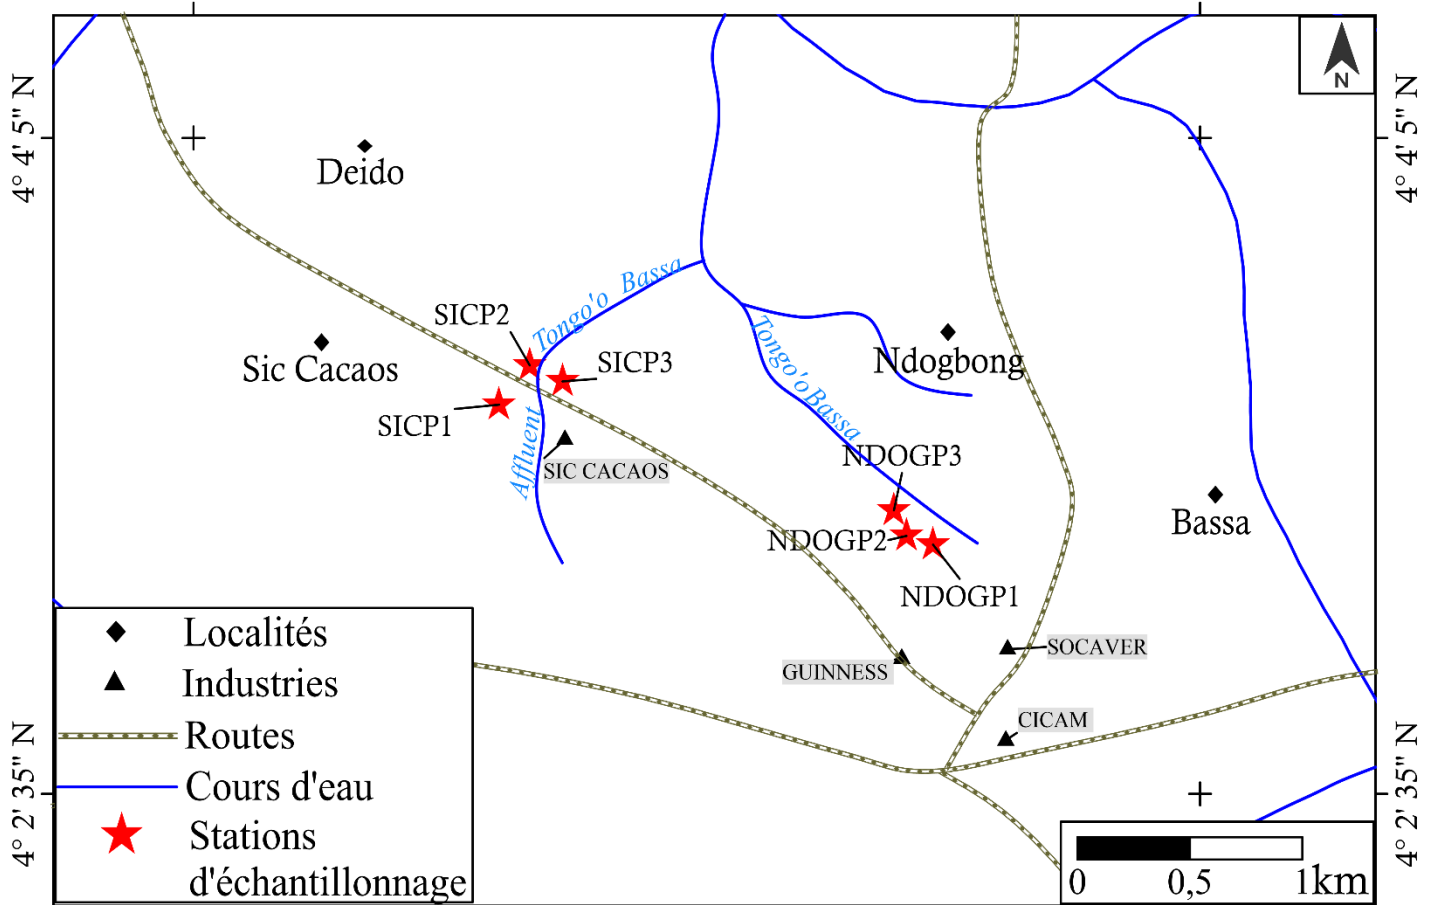 N
4° 4' 5" N
4° 4' 5" N
Deido
Tongo'o Bassa
SICP2
SICP3
Sic Cacaos
SICP1
Affluent
SIC CACAOS
Ndogbong
Tongo'o Bassa
NDOGP3
NDOGP2
NDOGP1
Bassa
SOCAVER
GUINNESS
CICAM
4° 2' 35" N
4° 2' 35" N
Localités
Industries
Routes
Cours d'eau
Stations
d'échantillonnage
0 0,5 1km